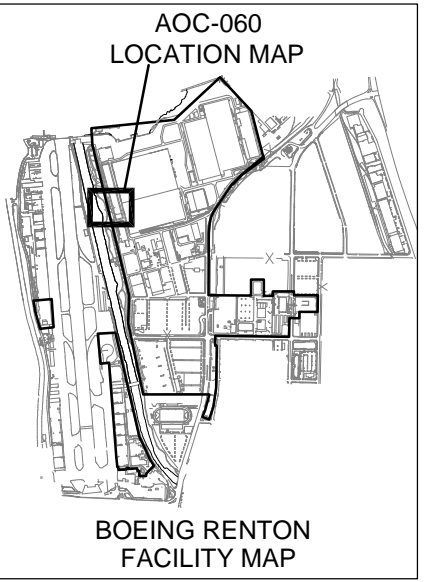 AOC-060
LOCATION MAP
X
X
X
BOEING RENTON
FACILITY MAP